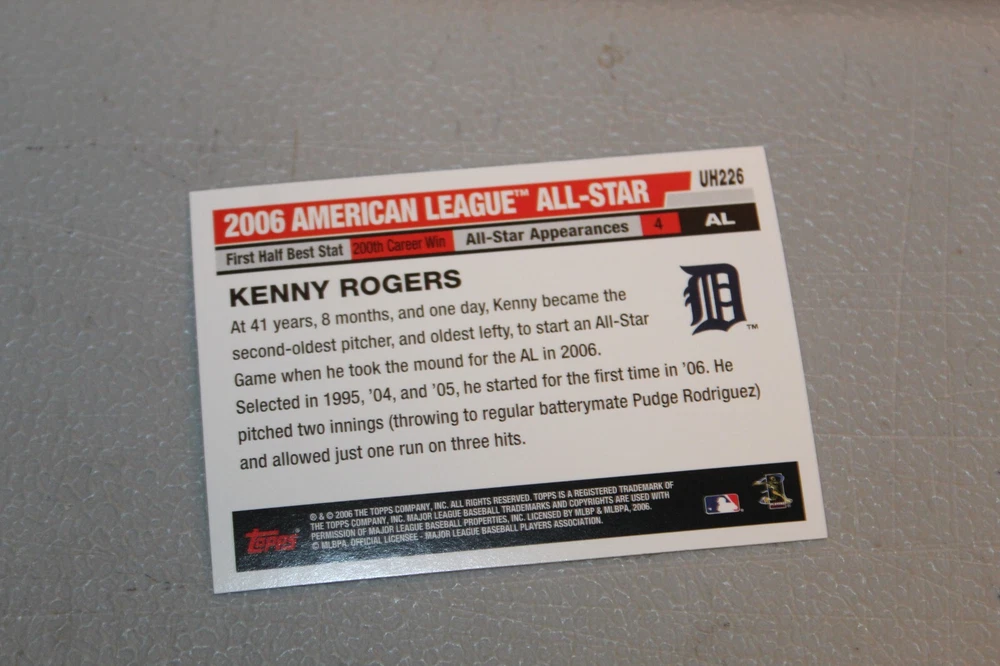 UH226
2006 AMERICAN LEAGUE™ ALL-STAR
First Half Best Stat 200th Career Win All-Star Appearances 4 AL
KENNY ROGERS
At 41 years, 8 months, and one day, Kenny became the
second-oldest pitcher, and oldest lefty, to start an All-Star
Game when he took the mound for the AL in 2006.
Selected in 1995, '04, and '05, he started for the first time in '06. He
pitched two innings (throwing to regular batterymate Pudge Rodriguez)
and allowed just one run on three hits.
D
™
Topps®
® & © 2006 THE TOPPS COMPANY, INC. ALL RIGHTS RESERVED. TOPPS IS A REGISTERED TRADEMARK OF
THE TOPPS COMPANY, INC. MAJOR LEAGUE BASEBALL TRADEMARKS AND COPYRIGHTS ARE USED WITH
PERMISSION OF MAJOR LEAGUE BASEBALL PROPERTIES, INC. LICENSED BY MLBP & MLBPA, 2006.
© MLBPA. OFFICIAL LICENSEE - MAJOR LEAGUE BASEBALL PLAYERS ASSOCIATION.